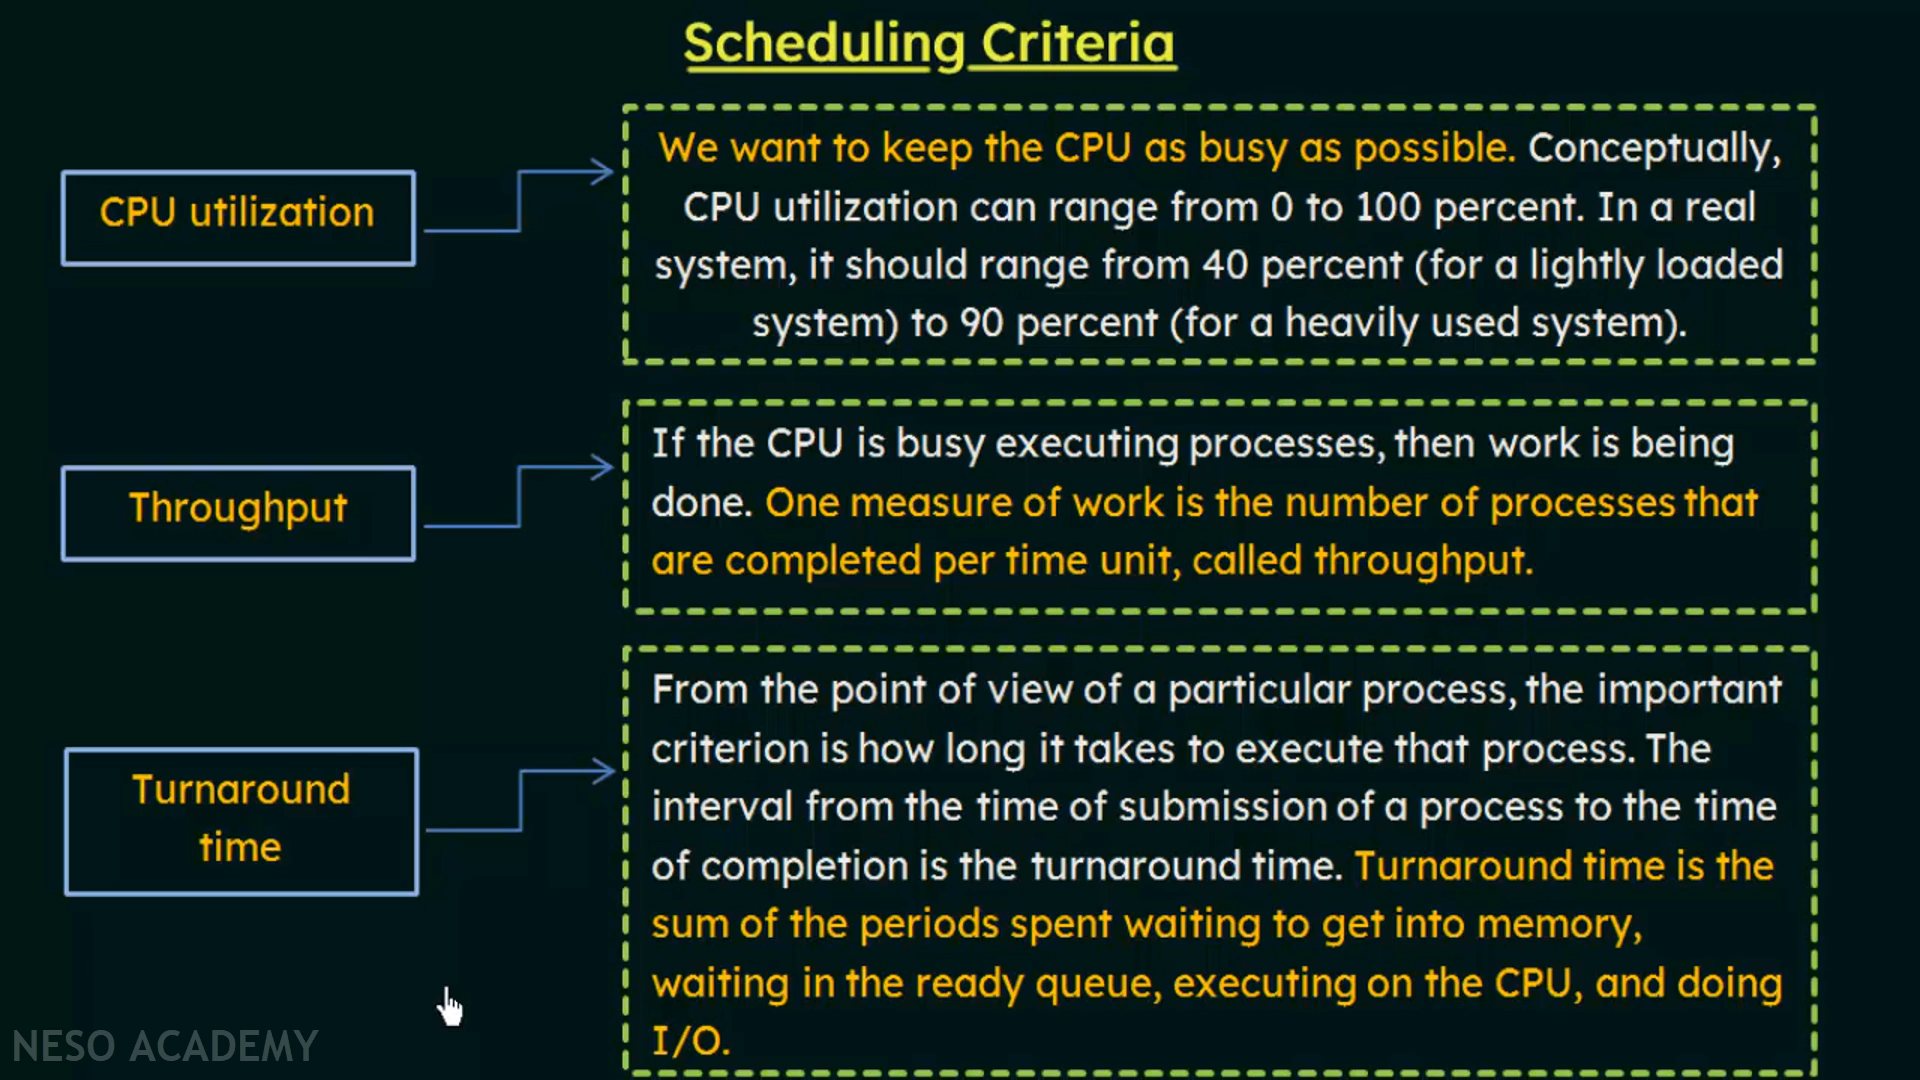 Scheduling Criteria
CPU utilization
We want to keep the CPU as busy as possible. Conceptually,
CPU utilization can range from 0 to 100 percent. In a real
system, it should range from 40 percent (for a lightly loaded
system) to 90 percent (for a heavily used system).
Throughput
If the CPU is busy executing processes, then work is being
done. One measure of work is the number of processes that
are completed per time unit, called throughput.
Turnaround
time
From the point of view of a particular process, the important
criterion is how long it takes to execute that process. The
interval from the time of submission of a process to the time
of completion is the turnaround time. Turnaround time is the
sum of the periods spent waiting to get into memory,
waiting in the ready queue, executing on the CPU, and doing
I/O.
NESO ACADEMY